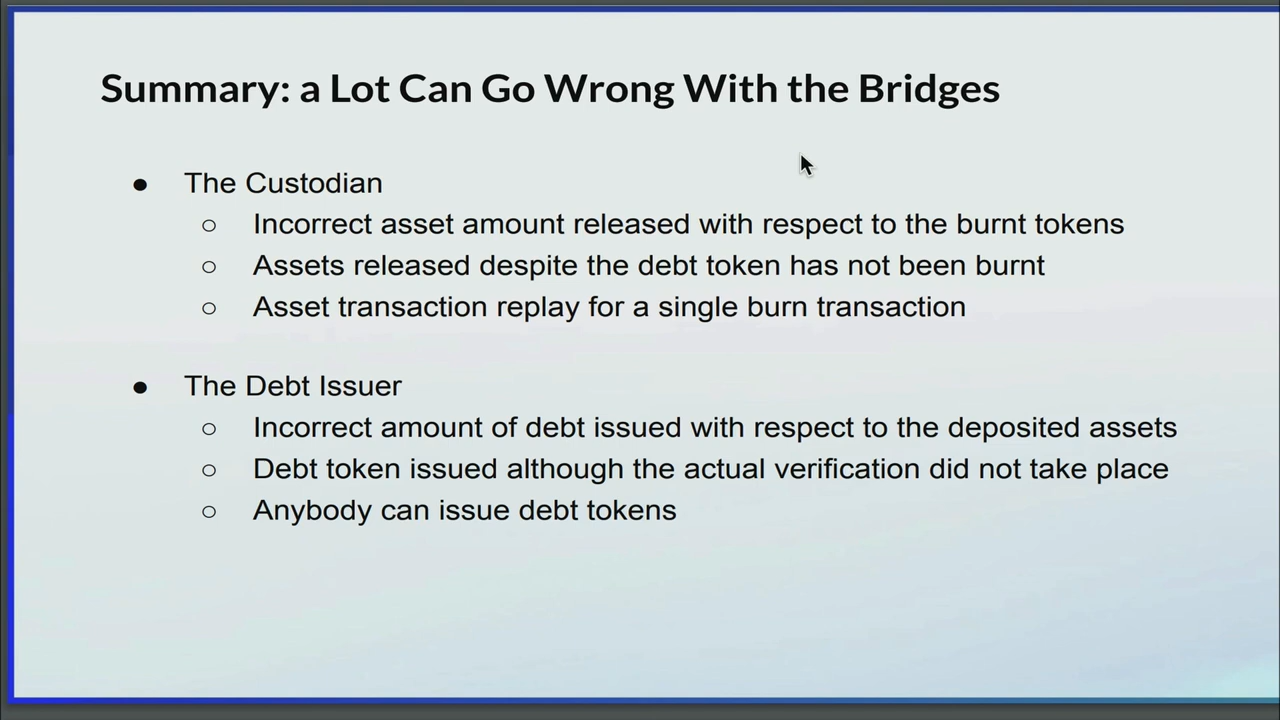 Summary: a Lot Can Go Wrong With the Bridges
● The Custodian
○ Incorrect asset amount released with respect to the burnt tokens
○ Assets released despite the debt token has not been burnt
○ Asset transaction replay for a single burn transaction
● The Debt Issuer
○ Incorrect amount of debt issued with respect to the deposited assets
○ Debt token issued although the actual verification did not take place
○ Anybody can issue debt tokens